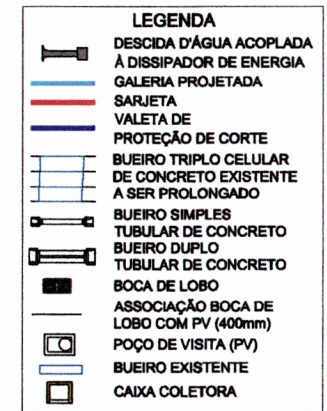 LEGENDA
DESCIDA D'ÁGUA ACOPLADA
À DISSIPADOR DE ENERGIA
GALERIA PROJETADA
SARJETA
VALETA DE
PROTEÇÃO DE CORTE
BUEIRO TRIPLO CELULAR
DE CONCRETO EXISTENTE
A SER PROLONGADO
BUEIRO SIMPLES
TUBULAR DE CONCRETO
BUEIRO DUPLO
TUBULAR DE CONCRETO
BOCA DE LOBO
ASSOCIAÇÃO BOCA DE
LOBO COM PV (400mm)
POÇO DE VISITA (PV)
BUEIRO EXISTENTE
CAIXA COLETORA